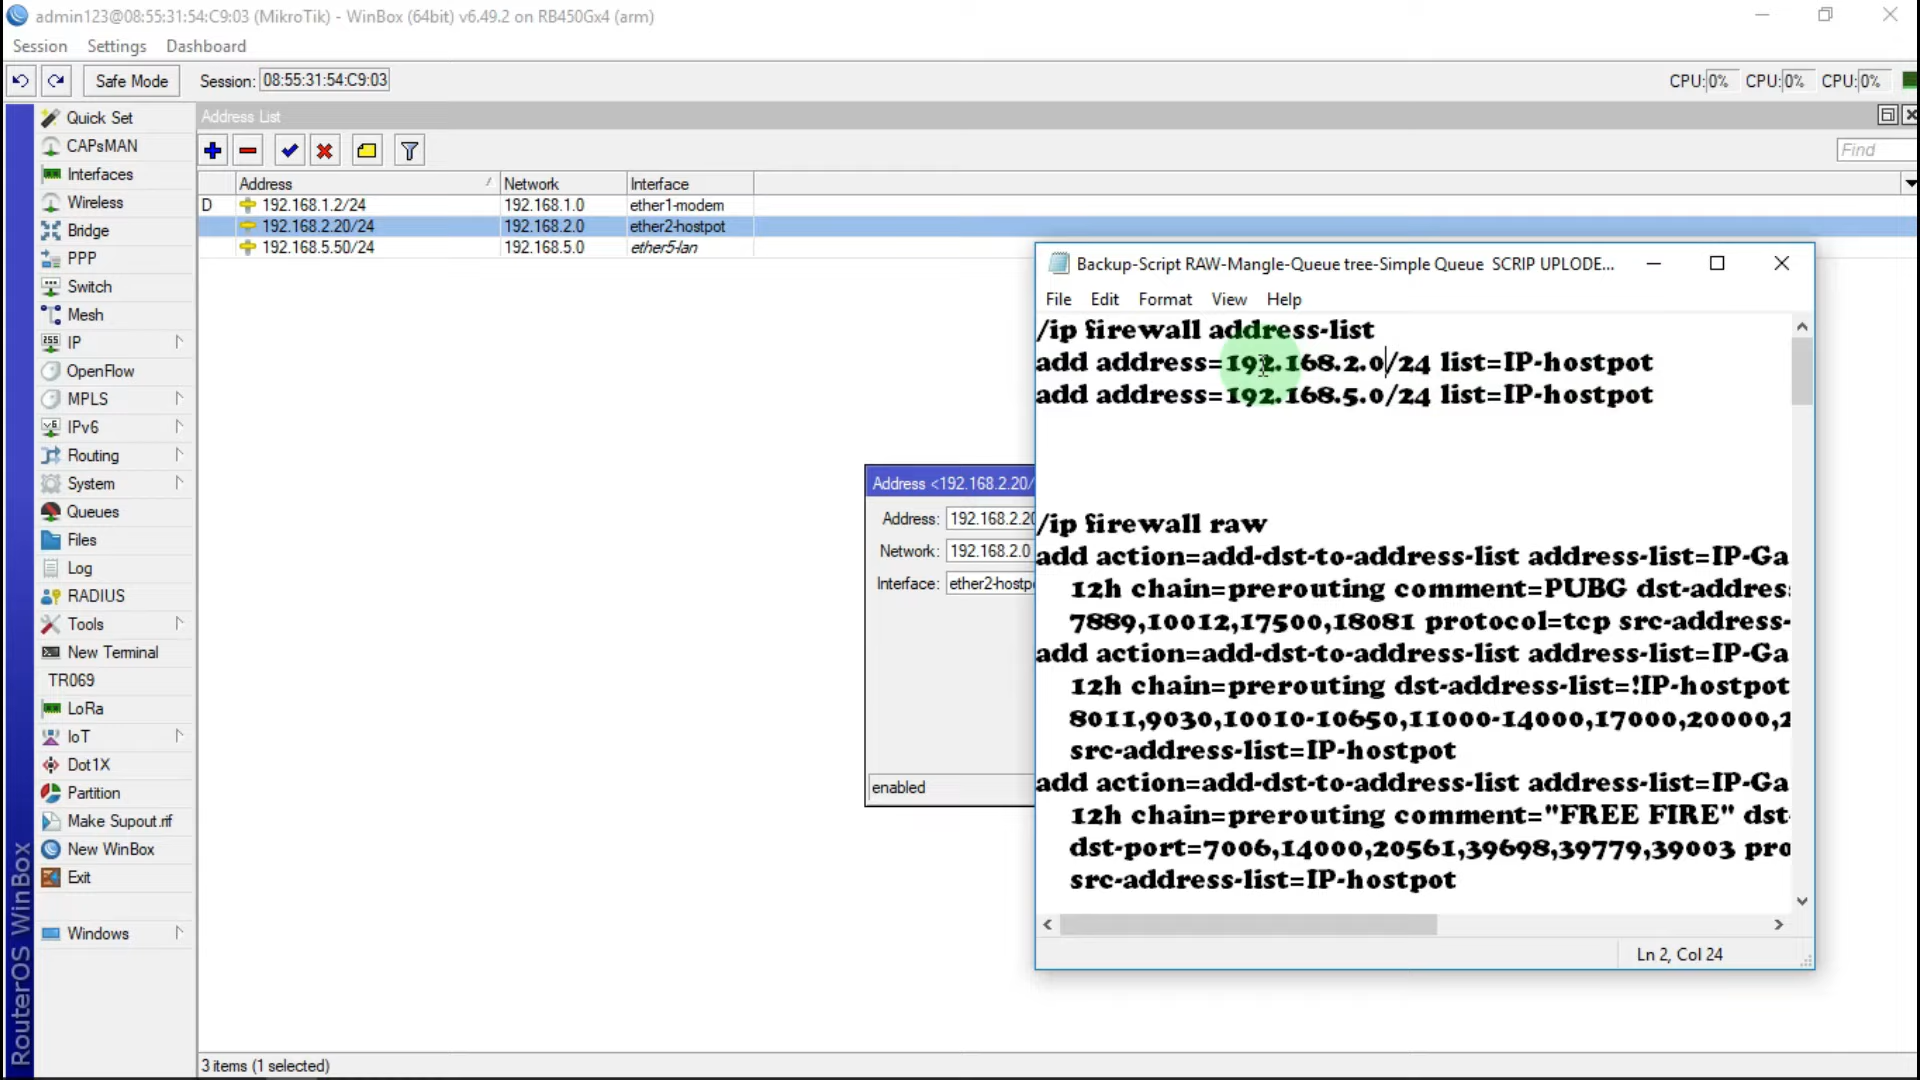 admin123@08:55:31:54:C9:03 (MikroTik) - WinBox (64bit) v6.49.2 on RB450Gx4 (arm)
Session Settings Dashboard
Safe Mode Session: 08:55:31:54:C9:03 CPU: 0% CPU: 0% CPU: 0%
Quick Set
CAPsMAN
Interfaces
Wireless
Bridge
PPP
Switch
Mesh
IP
OpenFlow
MPLS
IPv6
Routing
System
Queues
Files
Log
RADIUS
Tools
New Terminal
TR069
LoRa
IoT
Dot1X
Partition
Make Supout.rif
New WinBox
Exit
Windows
RouterOS WinBox
Address List
Find
Address Network Interface
D 192.168.1.2/24 192.168.1.0 ether1-modem
192.168.2.20/24 192.168.2.0 ether2-hostpot
192.168.5.50/24 192.168.5.0 ether5-lan
Address <192.168.2.20/
Address: 192.168.2.20
Network: 192.168.2.0
Interface: ether2-hostpo
enabled
Backup-Script RAW-Mangle-Queue tree-Simple Queue SCRIP UPLODE...
File Edit Format View Help
/ip firewall address-list
add address=192.168.2.0/24 list=IP-hostpot
add address=192.168.5.0/24 list=IP-hostpot
/ip firewall raw
add action=add-dst-to-address-list address-list=IP-Ga
12h chain=prerouting comment=PUBG dst-address
7889,10012,17500,18081 protocol=tcp src-address-
add action=add-dst-to-address-list address-list=IP-Ga
12h chain=prerouting dst-address-list=!IP-hostpot
8011,9030,10010-10650,11000-14000,17000,20000,2
src-address-list=IP-hostpot
add action=add-dst-to-address-list address-list=IP-Ga
12h chain=prerouting comment="FREE FIRE" dst-
dst-port=7006,14000,20561,39698,39779,39003 pro
src-address-list=IP-hostpot
Ln 2, Col 24
3 items (1 selected)